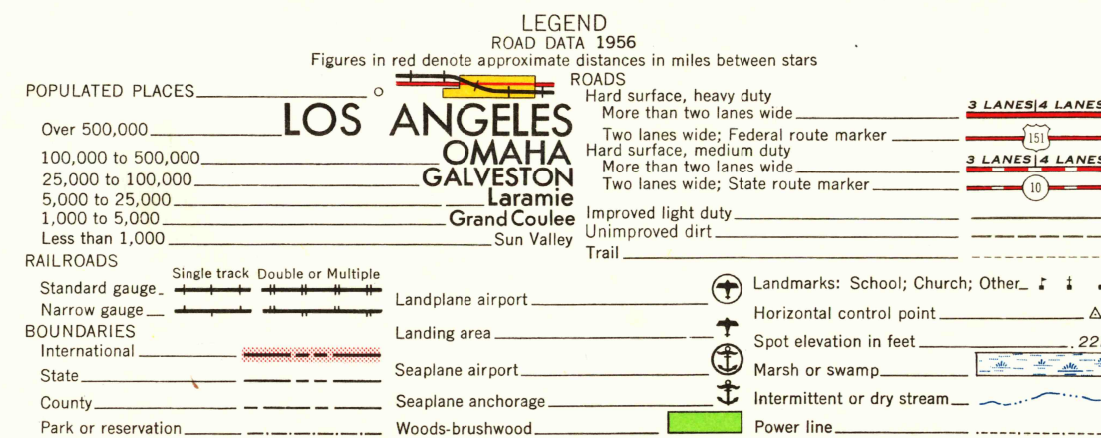 LEGEND
ROAD DATA 1956
Figures in red denote approximate distances in miles between stars
POPULATED PLACES
Over 500,000 LOS ANGELES
100,000 to 500,000 OMAHA
25,000 to 100,000 GALVESTON
5,000 to 25,000 Laramie
1,000 to 5,000 Grand Coulee
Less than 1,000 Sun Valley
ROADS
Hard surface, heavy duty
More than two lanes wide 3 LANES|4 LANES
Two lanes wide; Federal route marker 151
Hard surface, medium duty
More than two lanes wide 3 LANES|4 LANES
Two lanes wide; State route marker 10
Improved light duty
Unimproved dirt
Trail
RAILROADS
Single track Double or Multiple
Standard gauge
Narrow gauge
BOUNDARIES
International
State
County
Park or reservation
Landplane airport
Landing area
Seaplane airport
Seaplane anchorage
Woods-brushwood
Landmarks: School; Church; Other
Horizontal control point
Spot elevation in feet
Marsh or swamp
Intermittent or dry stream
Power line